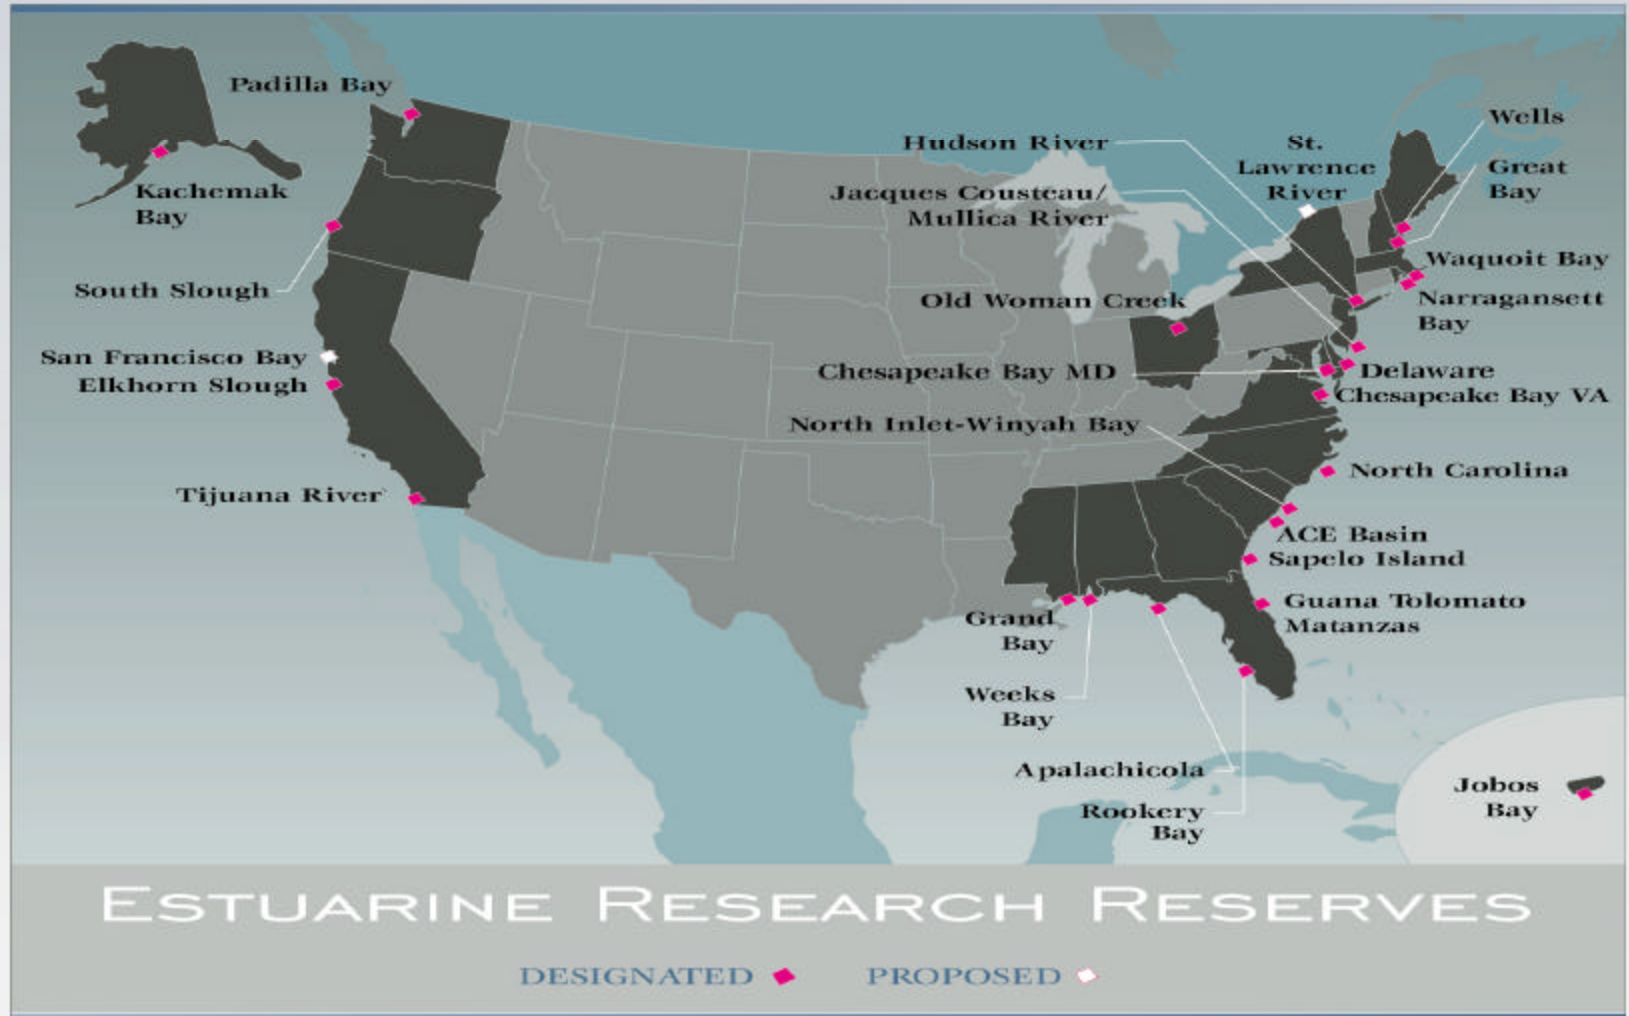 Padilla Bay
Kachemak
Bay
South Slough
San Francisco Bay
Elkhorn Slough
Tijuana River
Hudson River
Jacques Cousteau/
Mullica River
St.
Lawrence
River
Wells
Great
Bay
Waquoit Bay
Narragansett
Bay
Old Woman Creek
Chesapeake Bay MD
Delaware
Chesapeake Bay VA
North Inlet-Winyah Bay
North Carolina
ACE Basin
Sapelo Island
Guana Tolomato
Matanzas
Grand
Bay
Weeks
Bay
Apalachicola
Rookery
Bay
Jobos
Bay
ESTUARINE RESEARCH RESERVES
DESIGNATED
PROPOSED